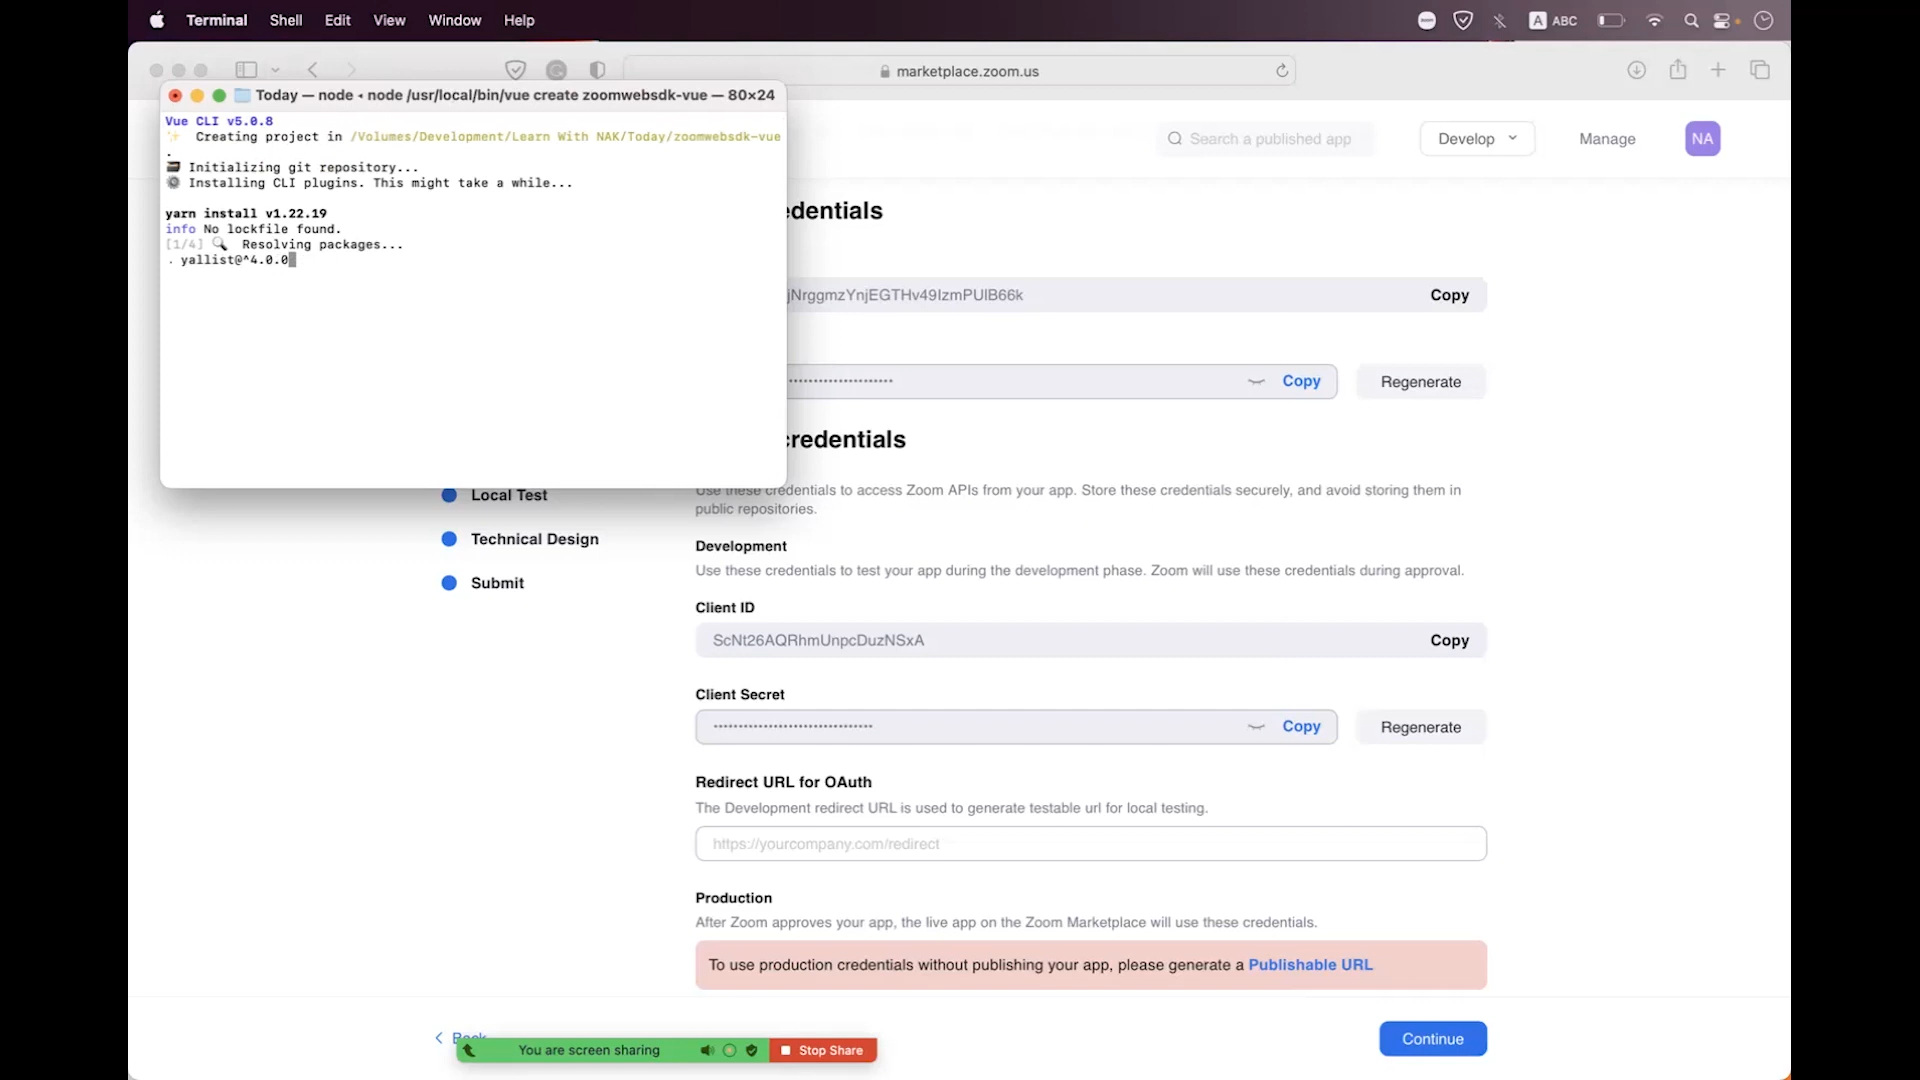 Terminal Shell Edit View Window Help
A ABC
marketplace.zoom.us
Today — node ◂ node /usr/local/bin/vue create zoomwebsdk-vue — 80×24
Vue CLI v5.0.8
✨ Creating project in /Volumes/Development/Learn With NAK/Today/zoomwebsdk-vue
.
Initializing git repository...
Installing CLI plugins. This might take a while...
yarn install v1.22.19
info No lockfile found.
[1/4] 🔍 Resolving packages...
. yallist@^4.0.0
Search a published app
Develop
Manage
NA
edentials
jNrggmzYnjEGTHv49IzmPUlB66k
Copy
Copy
Regenerate
credentials
Use these credentials to access Zoom APIs from your app. Store these credentials securely, and avoid storing them in
public repositories.
Local Test
Technical Design
Submit
Development
Use these credentials to test your app during the development phase. Zoom will use these credentials during approval.
Client ID
ScNt26AQRhmUnpcDuzNSxA
Copy
Client Secret
Copy
Regenerate
Redirect URL for OAuth
The Development redirect URL is used to generate testable url for local testing.
https://yourcompany.com/redirect
Production
After Zoom approves your app, the live app on the Zoom Marketplace will use these credentials.
To use production credentials without publishing your app, please generate a Publishable URL
Back
Continue
You are screen sharing
Stop Share